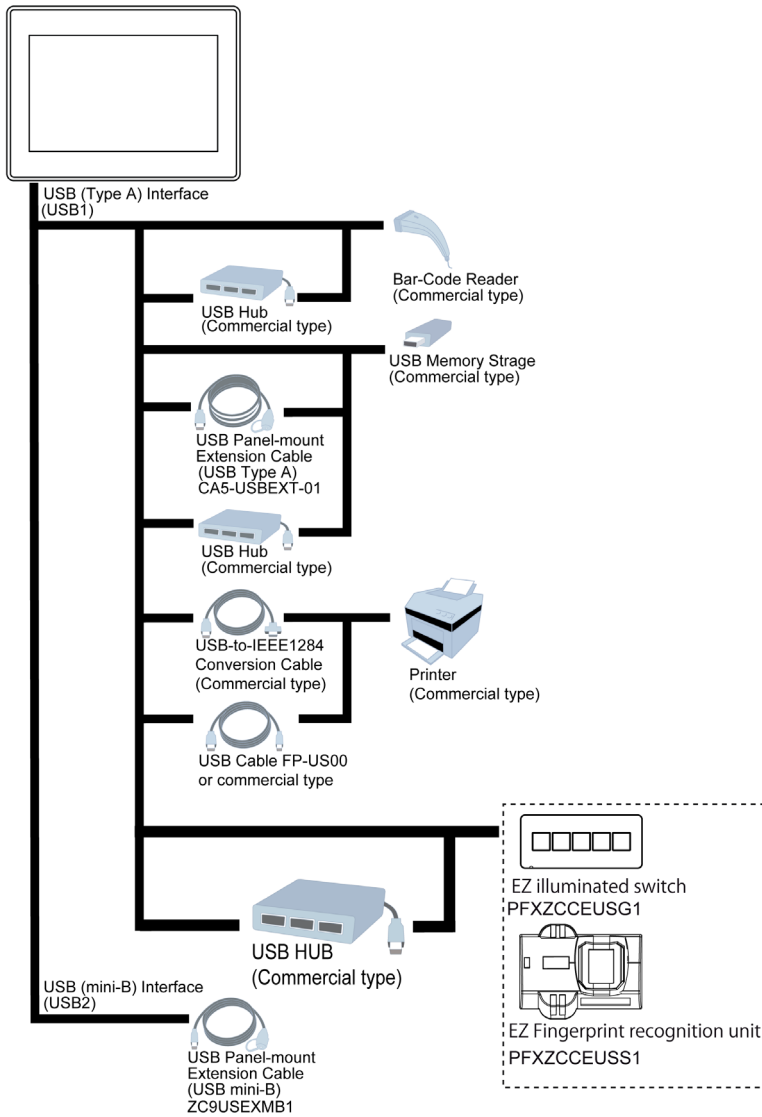 USB (Type A) Interface
(USB1)
Bar-Code Reader
(Commercial type)
USB Hub
(Commercial type)
USB Memory Strage
(Commercial type)
USB Panel-mount
Extension Cable
(USB Type A)
CA5-USBEXT-01
USB Hub
(Commercial type)
USB-to-IEEE1284
Conversion Cable
(Commercial type)
Printer
(Commercial type)
USB Cable FP-US00
or commercial type
EZ illuminated switch
PFXZCCEUSG1
USB HUB
(Commercial type)
EZ Fingerprint recognition unit
PFXZCCEUSS1
USB (mini-B) Interface
(USB2)
USB Panel-mount
Extension Cable
(USB mini-B)
ZC9USEXMB1